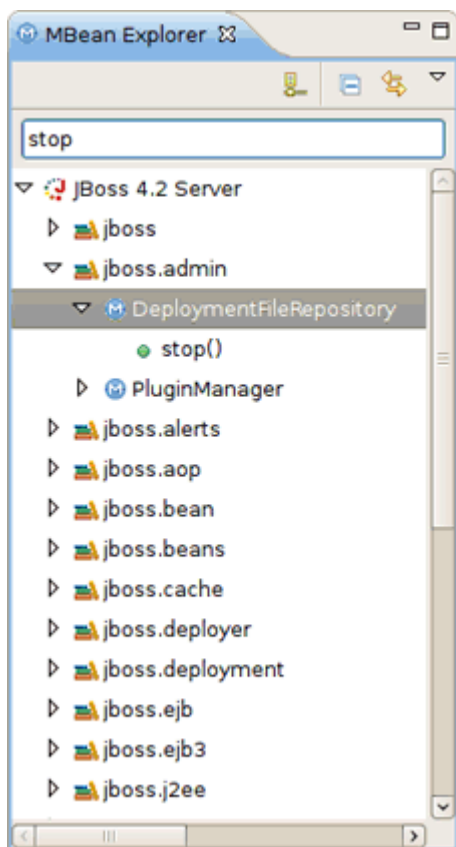 MBean Explorer
stop
JBoss 4.2 Server
jboss
jboss.admin
DeploymentFileRepository
stop()
PluginManager
jboss.alerts
jboss.aop
jboss.bean
jboss.beans
jboss.cache
jboss.deployer
jboss.deployment
jboss.ejb
jboss.ejb3
jboss.j2ee